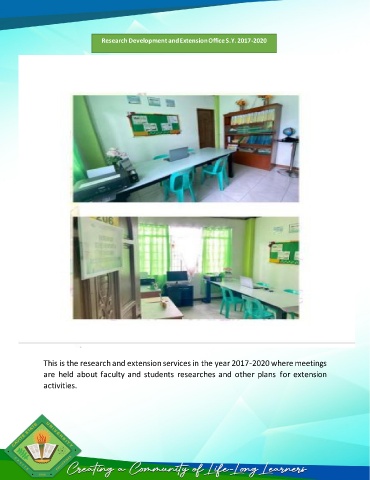 Research Development and Extension Office S.Y. 2017-2020
206
This is the research and extension services in the year 2017-2020 where meetings
are held about faculty and students researches and other plans for extension
activities.
Creating a Community of Life-Long Learners